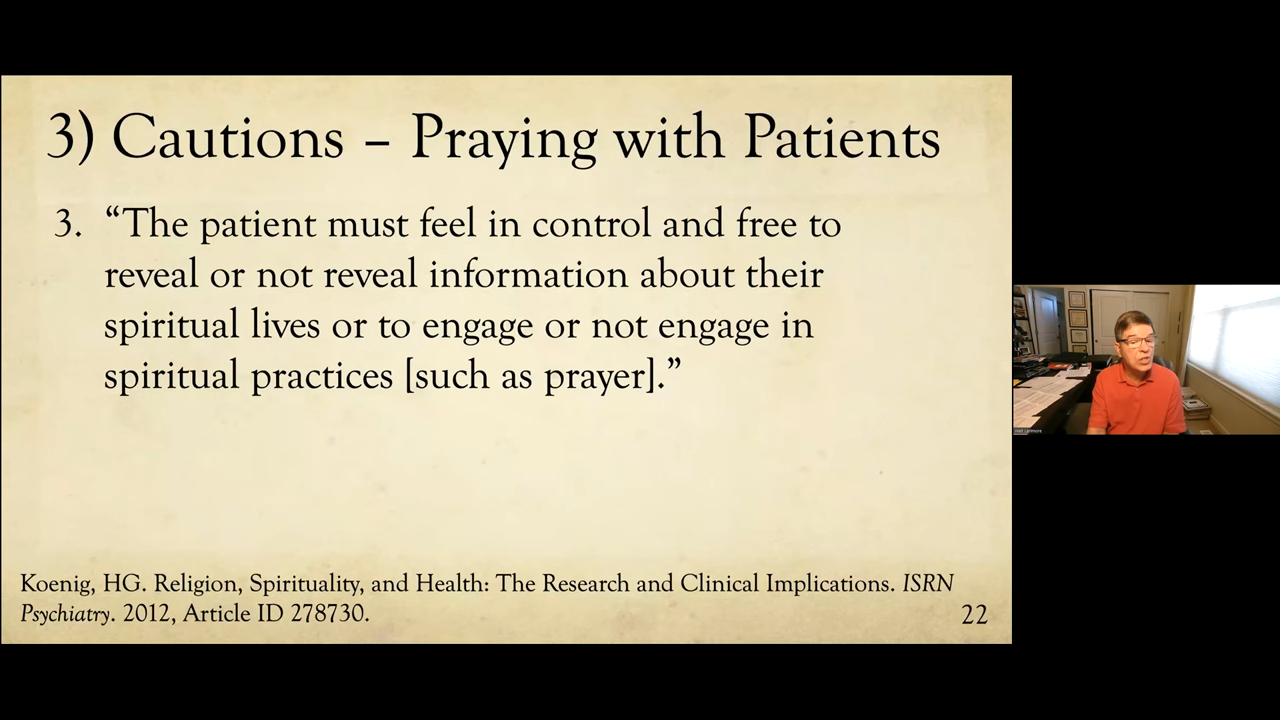 3) Cautions – Praying with Patients
3. “The patient must feel in control and free to
reveal or not reveal information about their
spiritual lives or to engage or not engage in
spiritual practices [such as prayer].”
Koenig, HG. Religion, Spirituality, and Health: The Research and Clinical Implications. ISRN
Psychiatry. 2012, Article ID 278730.
22